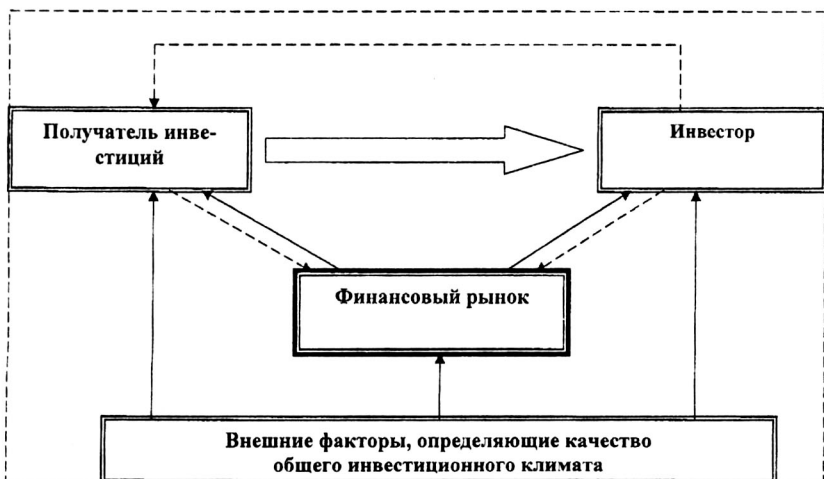 Получатель инве-
стиций
Инвестор
Финансовый рынок
Внешние факторы, определяющие качество
общего инвестиционного климата